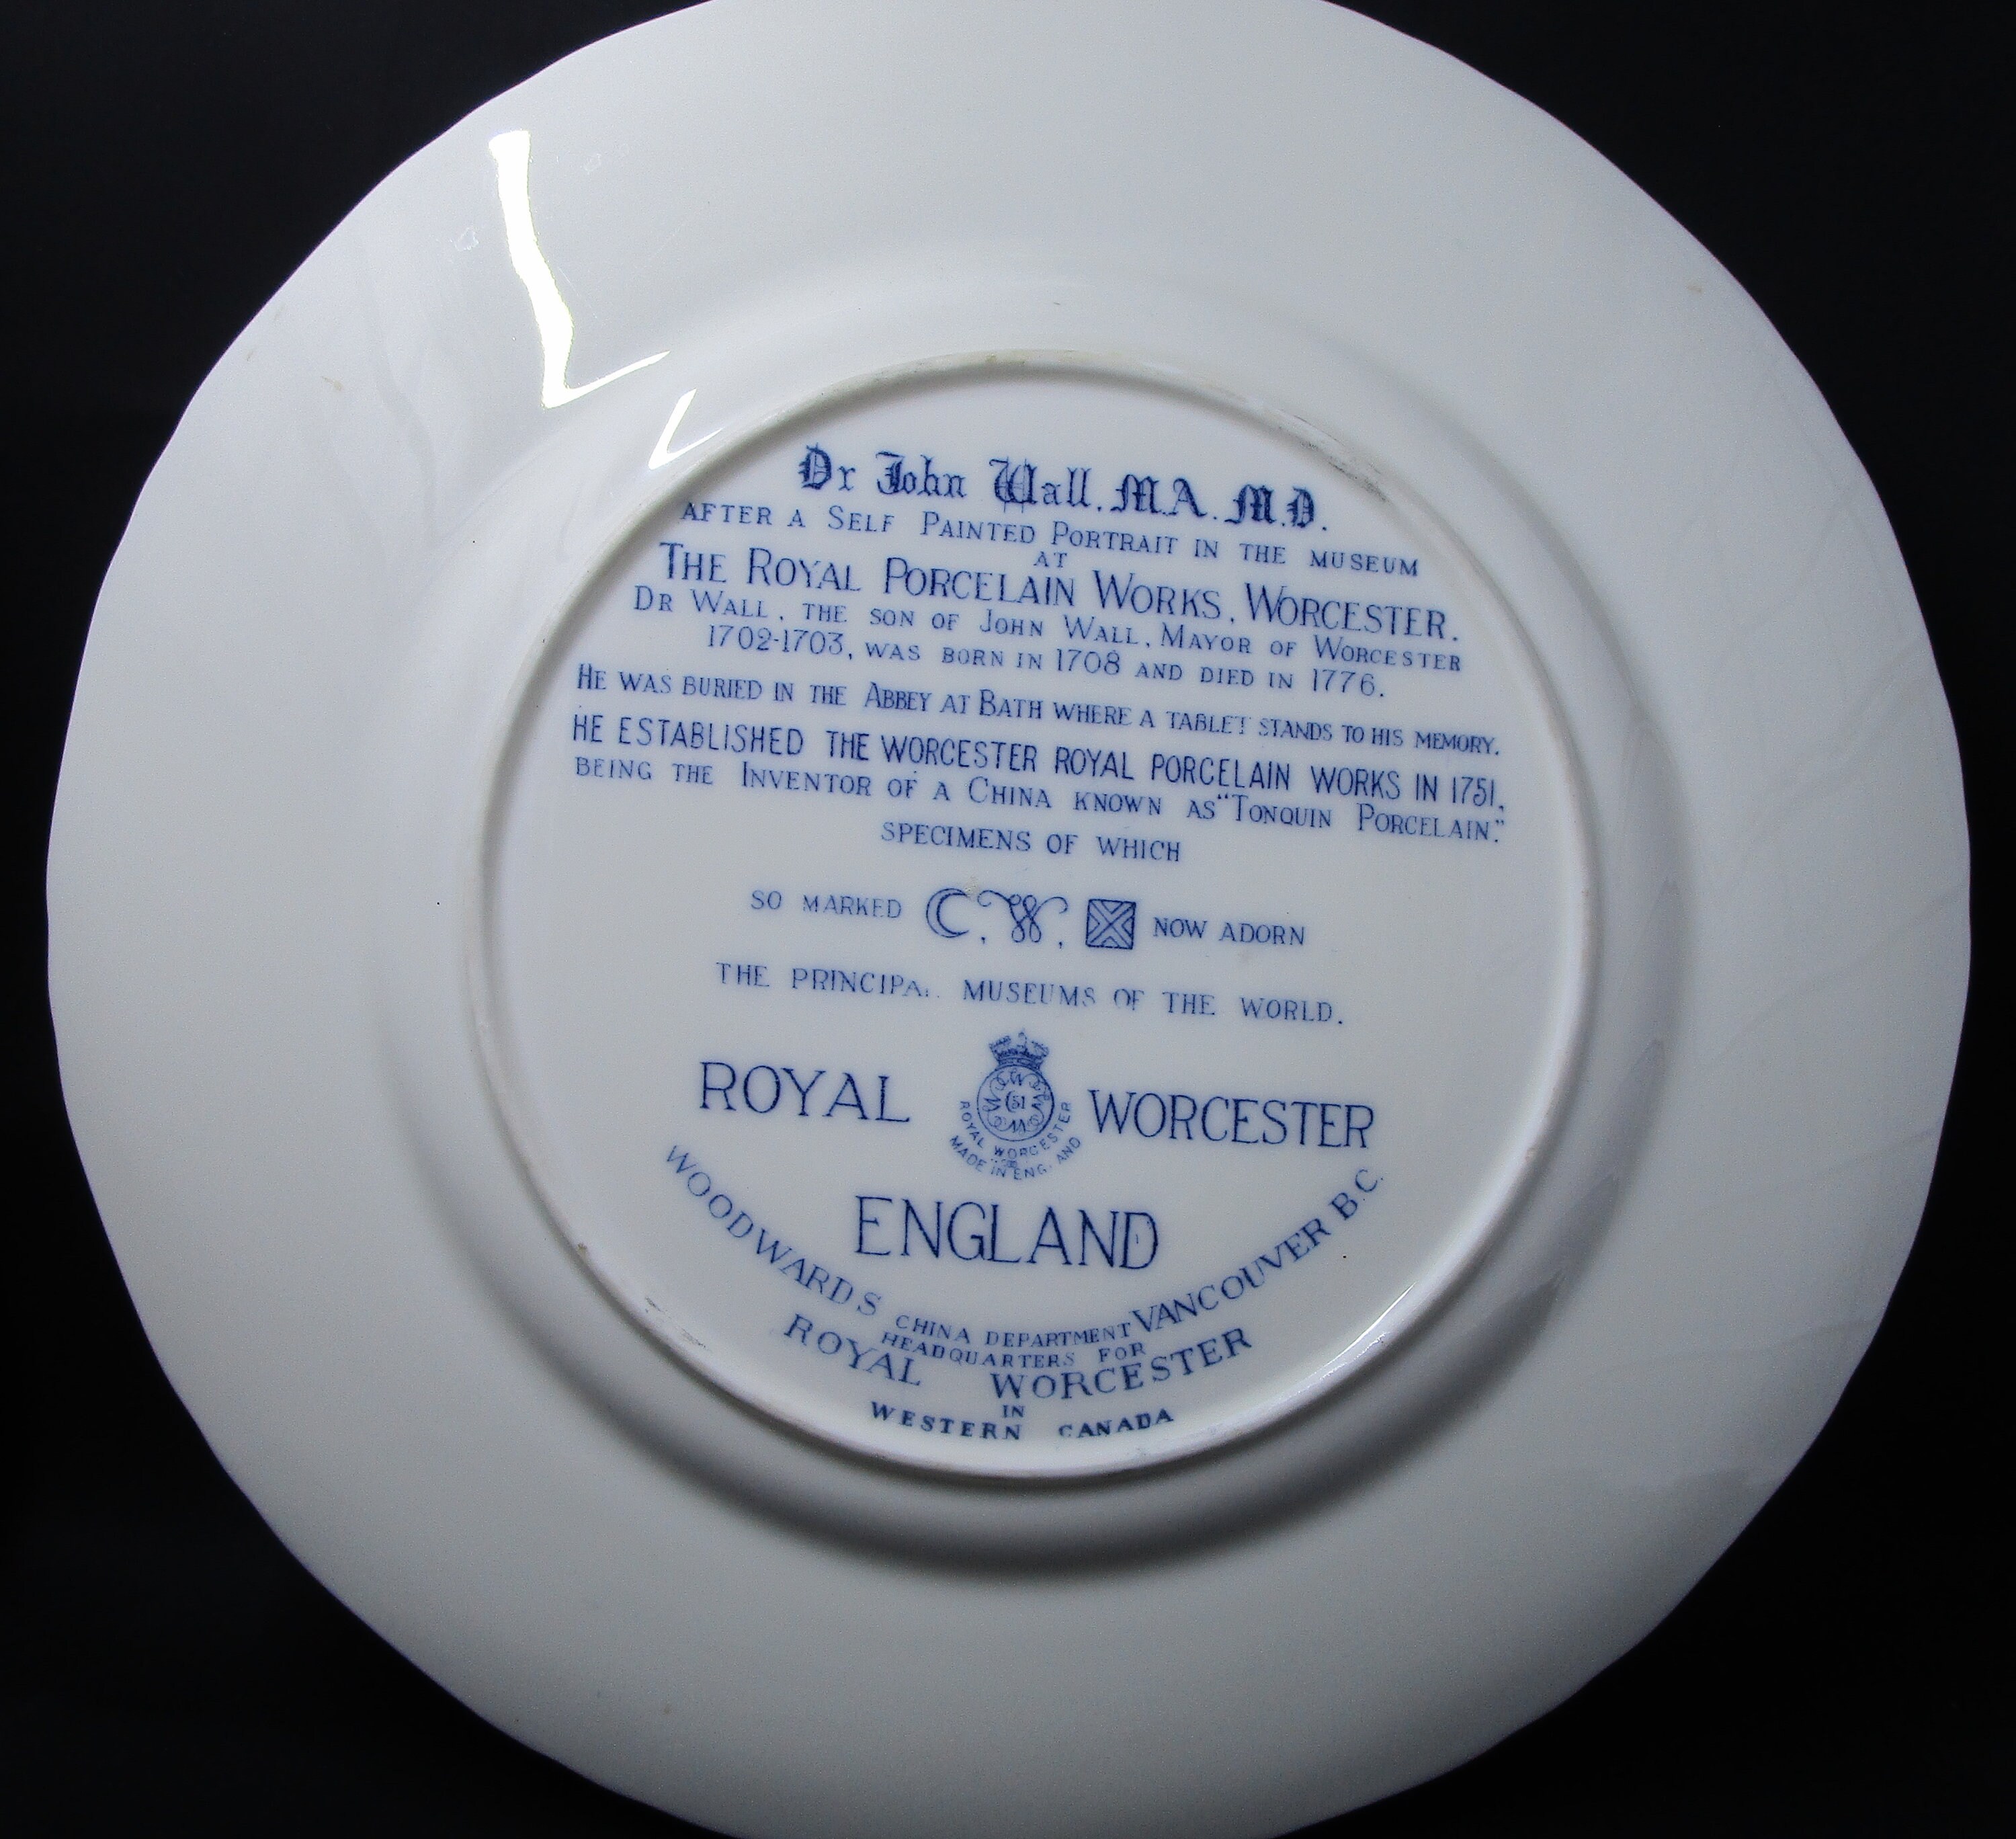 Dr John Wall. M.A. M.D.
AFTER A SELF PAINTED PORTRAIT IN THE MUSEUM
AT
THE ROYAL PORCELAIN WORKS, WORCESTER.
DR WALL, THE SON OF JOHN WALL, MAYOR OF WORCESTER
1702-1703, WAS BORN IN 1708 AND DIED IN 1776.
HE WAS BURIED IN THE ABBEY AT BATH WHERE A TABLET STANDS TO HIS MEMORY.
HE ESTABLISHED THE WORCESTER ROYAL PORCELAIN WORKS IN 1751,
BEING THE INVENTOR OF A CHINA KNOWN AS "TONQUIN PORCELAIN."
SPECIMENS OF WHICH
SO MARKED C. W. NOW ADORN
THE PRINCIPAL MUSEUMS OF THE WORLD.
ROYAL WORCESTER
51
ROYAL WORCESTER
MADE IN ENGLAND
ENGLAND
WOODWARDS CHINA DEPARTMENT VANCOUVER B.C.
HEADQUARTERS FOR
ROYAL WORCESTER
IN
WESTERN CANADA